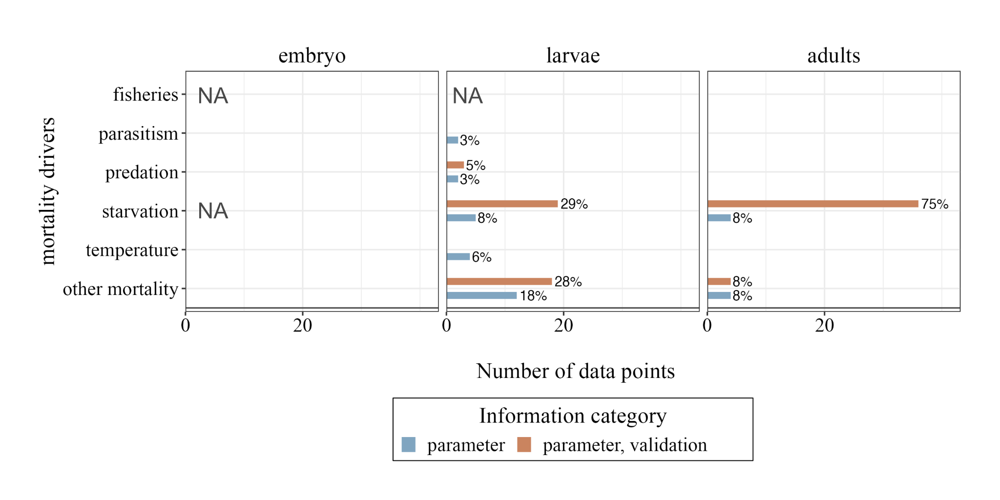 embryo larvae adults
fisheries NA NA
parasitism 3%
predation 5%
3%
starvation NA 29% 75%
8% 8%
temperature 6%
other mortality 28% 8%
18% 8%
mortality drivers
0 20 0 20 0 20
Number of data points
Information category
parameter parameter, validation